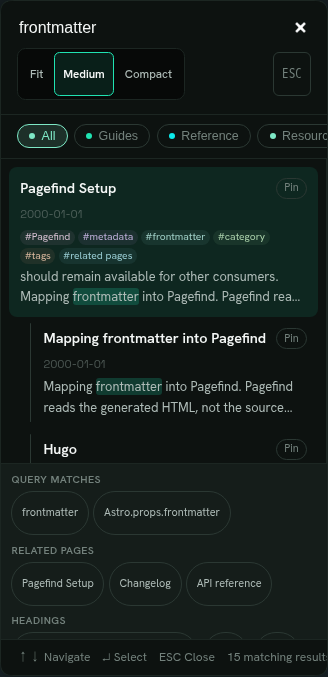 frontmatter ×
Fit Medium Compact ESC
All Guides Reference Resour
Pagefind Setup Pin
2000-01-01
#Pagefind #metadata #frontmatter #category
#tags #related pages
should remain available for other consumers.
Mapping frontmatter into Pagefind. Pagefind rea…
Mapping frontmatter into Pagefind Pin
2000-01-01
Mapping frontmatter into Pagefind. Pagefind
reads the generated HTML, not the source…
Hugo Pin
QUERY MATCHES
frontmatter Astro.props.frontmatter
RELATED PAGES
Pagefind Setup Changelog API reference
HEADINGS
↑ ↓ Navigate ↵ Select ESC Close 15 matching result